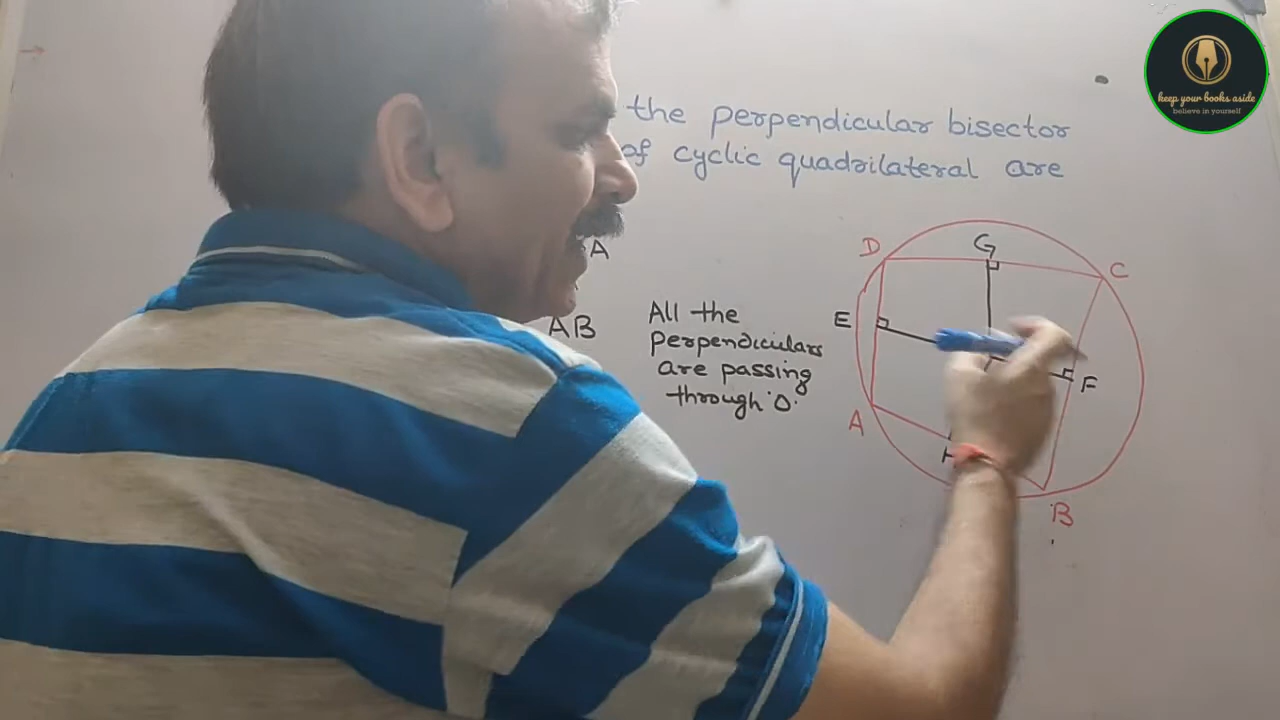 the perpendicular bisector
of cyclic quadrilateral are
A
AB
All the
perpendiculars
are passing
through 'O'.
D
G
C
E
F
A
H
B
keep your books aside
believe in yourself